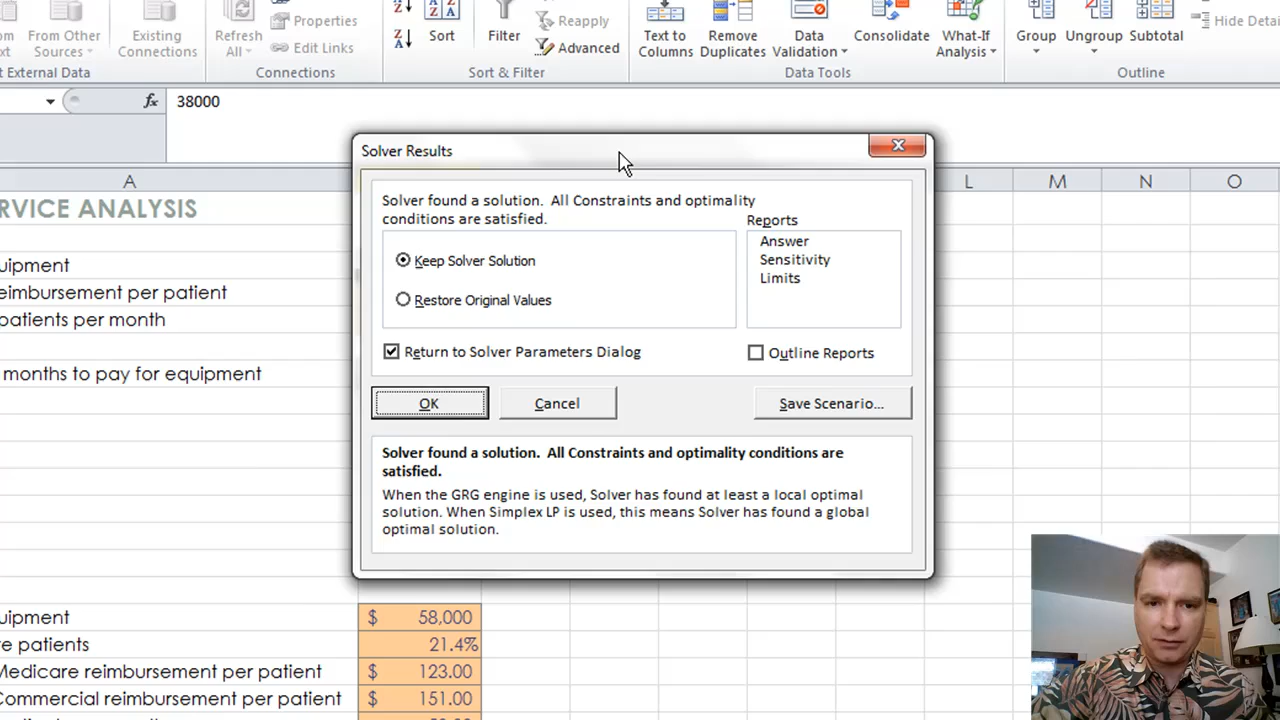 From Other
Sources
Existing
Connections
External Data
Refresh
All
Properties
Edit Links
Connections
Sort
Filter
Reapply
Advanced
Sort & Filter
Text to
Columns
Remove
Duplicates
Data
Validation
Consolidate
What-If
Analysis
Data Tools
Group
Ungroup
Subtotal
Outline
fx
38000
A L M N O
RVICE ANALYSIS
uipment
eimbursement per patient
patients per month
months to pay for equipment
Solver Results
Solver found a solution. All Constraints and optimality
conditions are satisfied.
Keep Solver Solution
Restore Original Values
Reports
Answer
Sensitivity
Limits
Return to Solver Parameters Dialog
Outline Reports
OK
Cancel
Save Scenario...
Solver found a solution. All Constraints and optimality conditions are
satisfied.
When the GRG engine is used, Solver has found at least a local optimal
solution. When Simplex LP is used, this means Solver has found a global
optimal solution.
uipment $ 58,000
re patients 21.4%
Medicare reimbursement per patient $ 123.00
Commercial reimbursement per patient $ 151.00